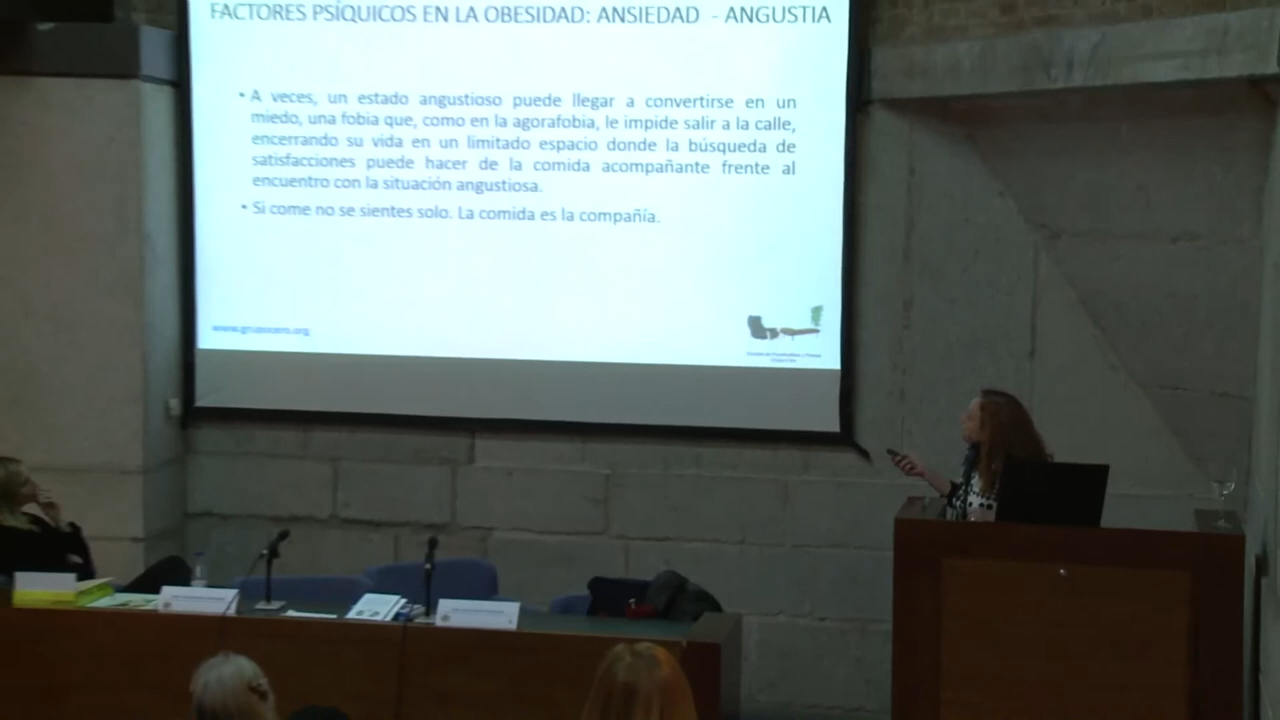 FACTORES PSÍQUICOS EN LA OBESIDAD: ANSIEDAD - ANGUSTIA
• A veces, un estado angustioso puede llegar a convertirse en un
miedo, una fobia que, como en la agorafobia, le impide salir a la calle,
encerrando su vida en un limitado espacio donde la búsqueda de
satisfacciones puede hacer de la comida acompañante frente al
encuentro con la situación angustiosa.
• Si come no se sientes solo. La comida es la compañía.
www.grupocero.org